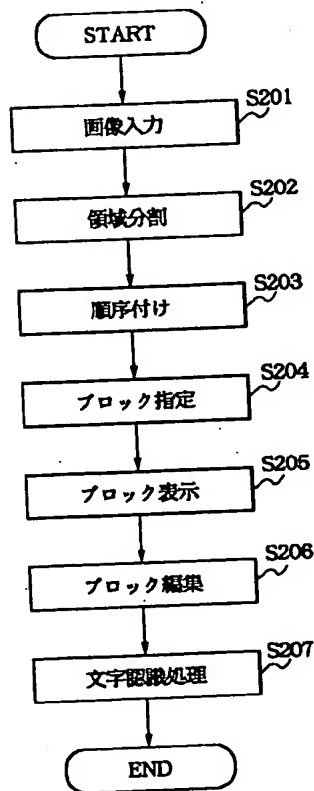 START
S201
画像入力
S202
領域分割
S203
順序付け
S204
ブロック指定
S205
ブロック表示
S206
ブロック編集
S207
文字認識処理
END